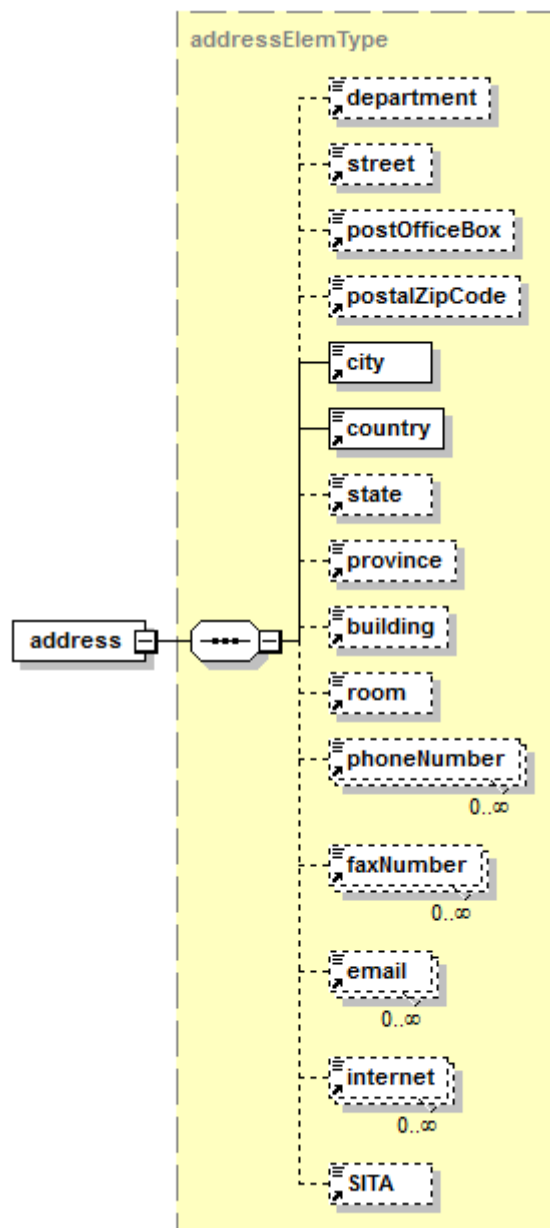 addressElemType
department
street
postOfficeBox
postalZipCode
city
country
state
province
address
building
room
phoneNumber
0..∞
faxNumber
0..∞
email
0..∞
internet
0..∞
SITA